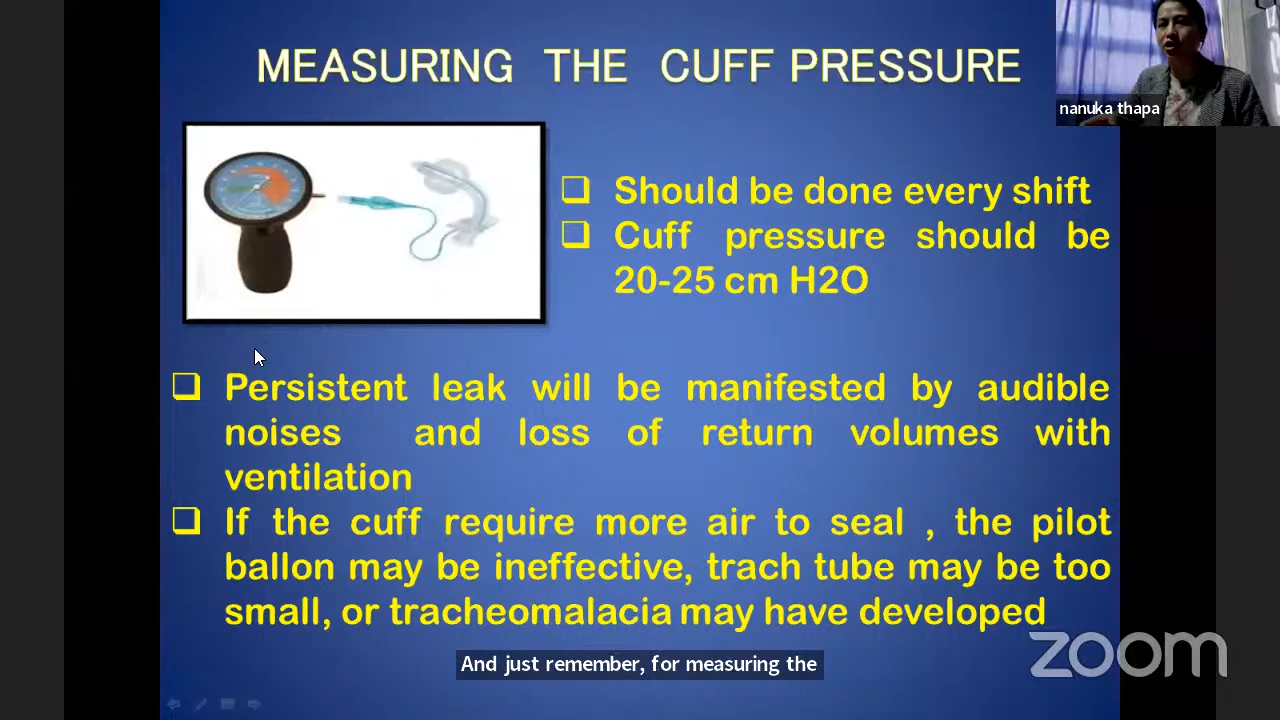 MEASURING THE CUFF PRESSURE
nanuka thapa
❑ Should be done every shift
❑ Cuff pressure should be
20-25 cm H2O
❑ Persistent leak will be manifested by audible
noises and loss of return volumes with
ventilation
❑ If the cuff require more air to seal , the pilot
ballon may be ineffective, trach tube may be too
small, or tracheomalacia may have developed
zoom
And just remember, for measuring the